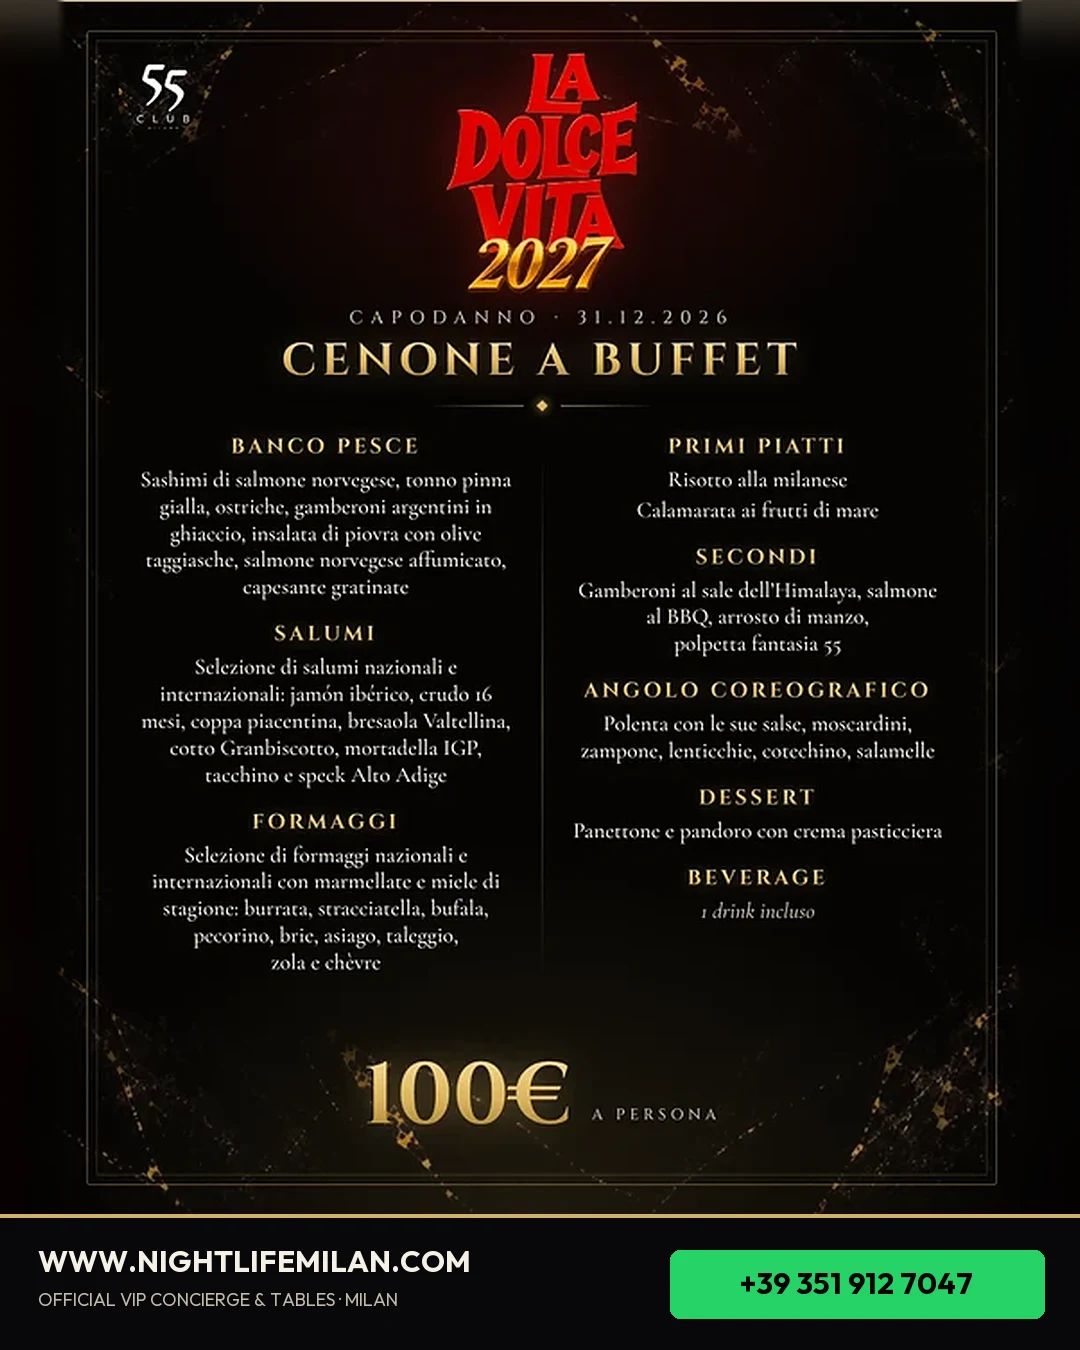 55
CLUB
LA
DOLCE
VITA
2027
CAPODANNO · 31.12.2026
CENONE A BUFFET
BANCO PESCE
Sashimi di salmone norvegese, tonno pinna
gialla, ostriche, gamberoni argentini in
ghiaccio, insalata di piovra con olive
taggiasche, salmone norvegese affumicato,
capesante gratinate
SALUMI
Selezione di salumi nazionali e
internazionali: jamón ibérico, crudo 16
mesi, coppa piacentina, bresaola Valtellina,
cotto Granbiscotto, mortadella IGP,
tacchino e speck Alto Adige
FORMAGGI
Selezione di formaggi nazionali e
internazionali con marmellate e miele di
stagione: burrata, stracciatella, bufala,
pecorino, brie, asiago, taleggio,
zola e chèvre
PRIMI PIATTI
Risotto alla milanese
Calamarata ai frutti di mare
SECONDI
Gamberoni al sale dell'Himalaya, salmone
al BBQ, arrosto di manzo,
polpetta fantasia 55
ANGOLO COREOGRAFICO
Polenta con le sue salse, moscardini,
zampone, lenticchie, cotechino, salamelle
DESSERT
Panettone e pandoro con crema pasticciera
BEVERAGE
1 drink incluso
100€ A PERSONA
WWW.NIGHTLIFEMILAN.COM
OFFICIAL VIP CONCIERGE & TABLES · MILAN
+39 351 912 7047